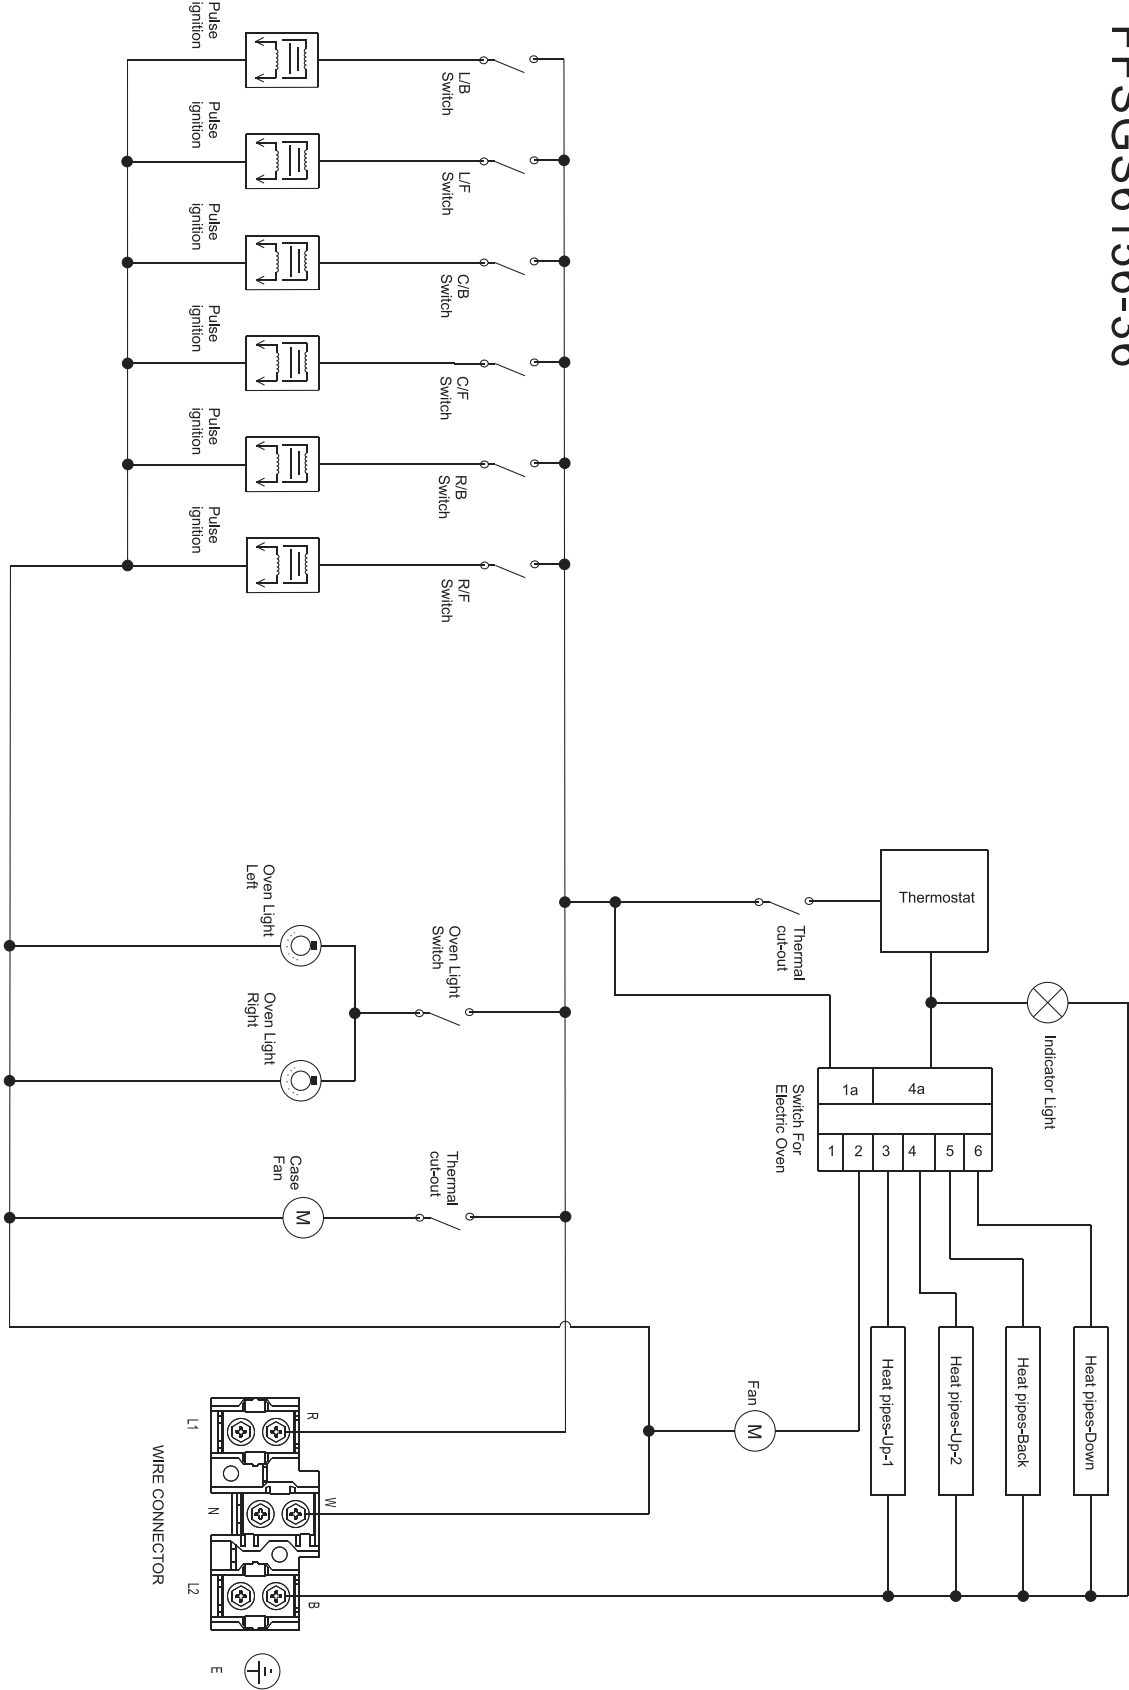 FFSGS6156-36
Pulse
ignition
Pulse
ignition
Pulse
ignition
Pulse
ignition
Pulse
ignition
Pulse
ignition
L/B
Switch
L/F
Switch
C/B
Switch
C/F
Switch
R/B
Switch
R/F
Switch
Thermostat
Thermal
cut-out
Indicator Light
Oven Light
Left
Oven Light
Right
Oven Light
Switch
Switch For
Electric Oven
1a
4a
1
2
3
4
5
6
Case
Fan
M
Thermal
cut-out
Fan
M
Heat pipes-Up-1
Heat pipes-Up-2
Heat pipes-Back
Heat pipes-Down
R
W
B
L1
N
L2
WIRE CONNECTOR
E